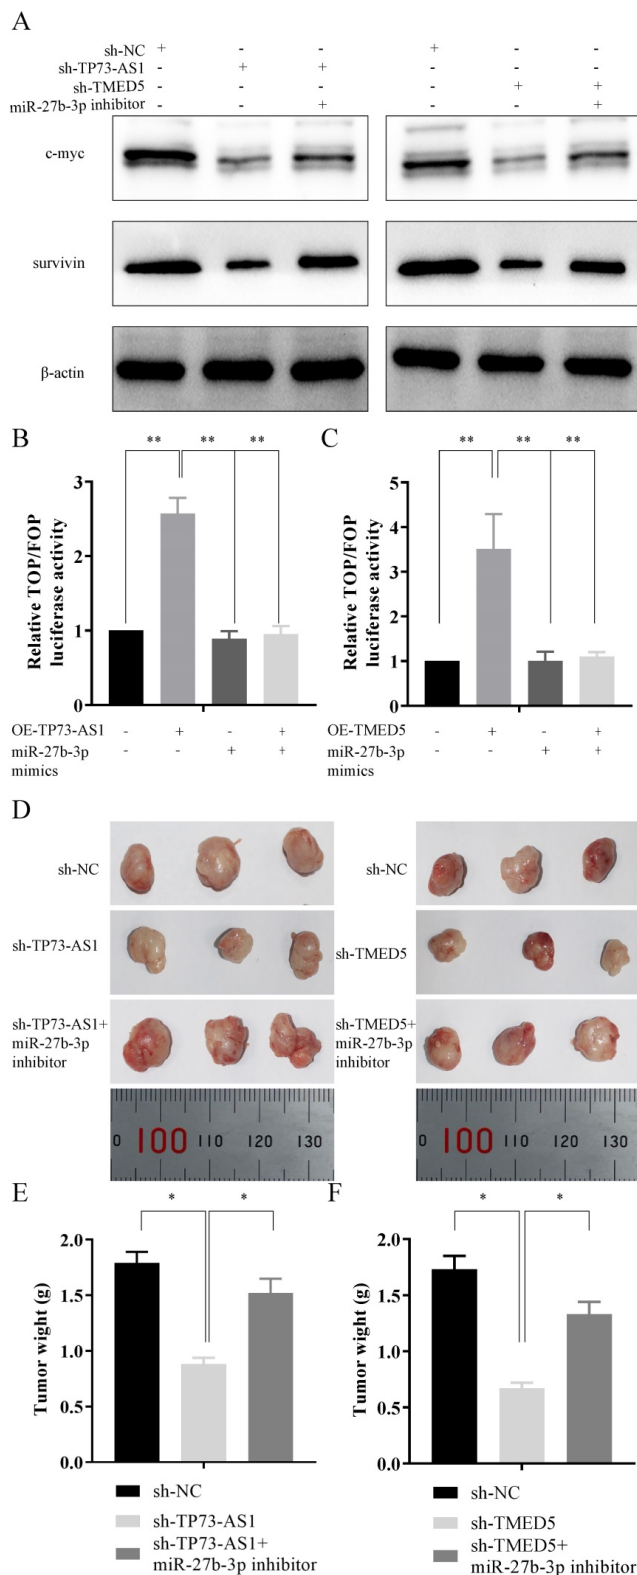 A
sh-NC + - - + - -
sh-TP73-AS1 - + + - - -
sh-TMED5 - - - - + +
miR-27b-3p inhibitor - - + - - +
c-myc
survivin
β-actin
B
** ** **
Relative TOP/FOP
luciferase activity
3
2
1
0
OE-TP73-AS1 - + - +
miR-27b-3p - - + +
mimics
C
** ** **
Relative TOP/FOP
luciferase activity
5
4
3
2
1
0
OE-TMED5 - + - +
miR-27b-3p - - + +
mimics
D
sh-NC
sh-TP73-AS1
sh-TP73-AS1+
miR-27b-3p
inhibitor
0 100 110 120 130
sh-NC
sh-TMED5
sh-TMED5+
miR-27b-3p
inhibitor
0 100 110 120 130
E
* *
Tumor wight (g)
2.0
1.5
1.0
0.5
0.0
sh-NC
sh-TP73-AS1
sh-TP73-AS1+
miR-27b-3p inhibitor
F
* *
Tumor wight (g)
2.0
1.5
1.0
0.5
0.0
sh-NC
sh-TMED5
sh-TMED5+
miR-27b-3p inhibitor